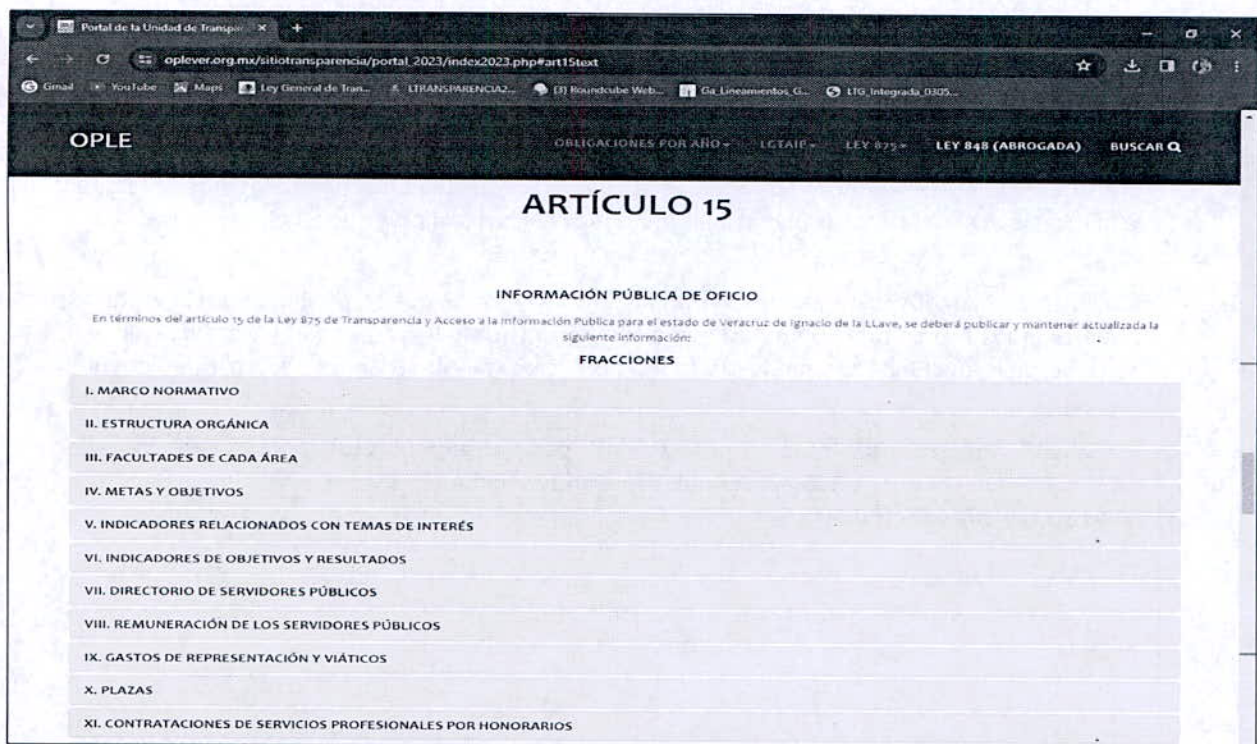 Portal de la Unidad de Transpar
oplever.org.mx/sitiotransparencia/portal_2023/index2023.php#art15text
Gmail YouTube Maps Ley General de Tran... LTRANSPARENCIA2... (3) Roundcube Web... Ga_Lineamientos_G... LTG_Integrada_0305...
OPLE OBLIGACIONES POR AÑO LGTAIP LEY 875 LEY 848 (ABROGADA) BUSCAR
ARTÍCULO 15
INFORMACIÓN PÚBLICA DE OFICIO
En términos del artículo 15 de la Ley 875 de Transparencia y Acceso a la Información Publica para el estado de Veracruz de Ignacio de la LLave, se deberá publicar y mantener actualizada la
siguiente información:
FRACCIONES
I. MARCO NORMATIVO
II. ESTRUCTURA ORGÁNICA
III. FACULTADES DE CADA ÁREA
IV. METAS Y OBJETIVOS
V. INDICADORES RELACIONADOS CON TEMAS DE INTERÉS
VI. INDICADORES DE OBJETIVOS Y RESULTADOS
VII. DIRECTORIO DE SERVIDORES PÚBLICOS
VIII. REMUNERACIÓN DE LOS SERVIDORES PÚBLICOS
IX. GASTOS DE REPRESENTACIÓN Y VIÁTICOS
X. PLAZAS
XI. CONTRATACIONES DE SERVICIOS PROFESIONALES POR HONORARIOS